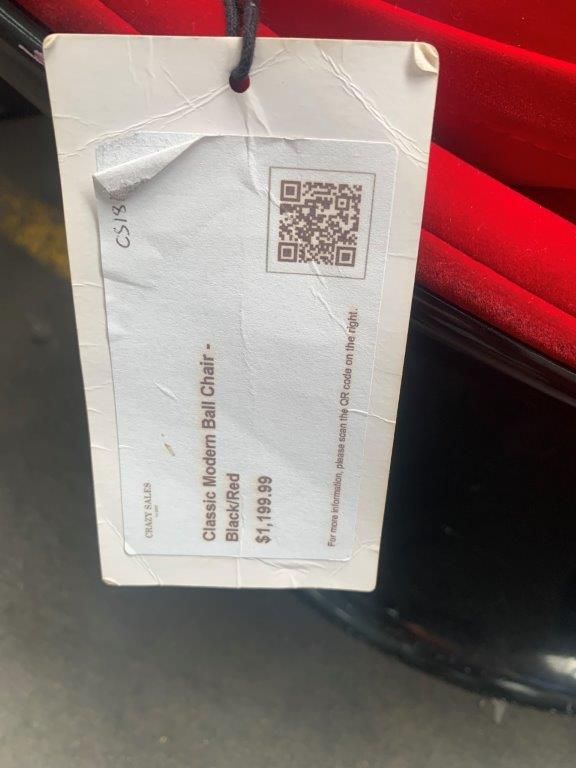 CRAZY SALES
Classic Modern Ball Chair -
Black/Red
$1,199.99
For more information, please scan the QR code on the right.
CS18